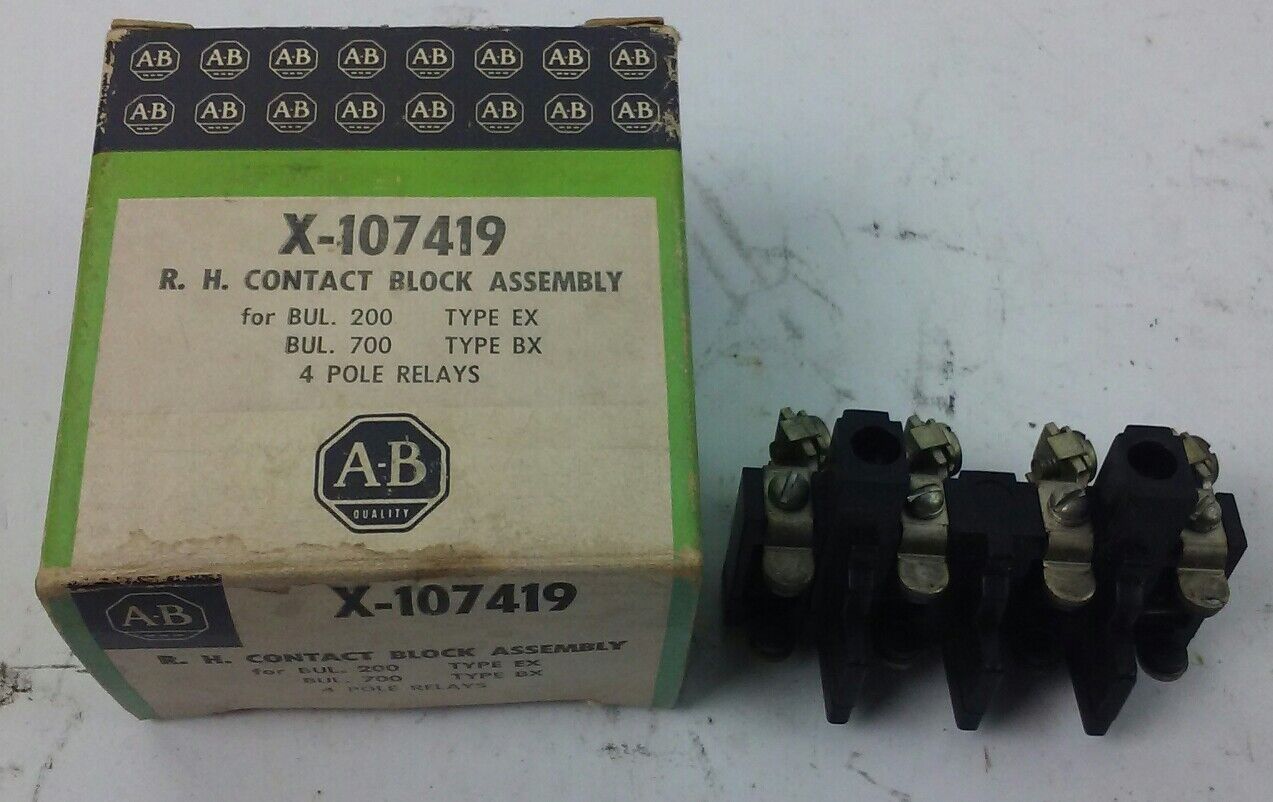 A-B A-B A-B A-B A-B A-B A-B A-B
A-B A-B A-B A-B A-B A-B A-B A-B
X-107419
R. H. CONTACT BLOCK ASSEMBLY
for BUL. 200 TYPE EX
BUL. 700 TYPE BX
4 POLE RELAYS
A-B
QUALITY
A-B
X-107419
R. H. CONTACT BLOCK ASSEMBLY
for BUL. 200 TYPE EX
BUL. 700 TYPE BX
4 POLE RELAYS